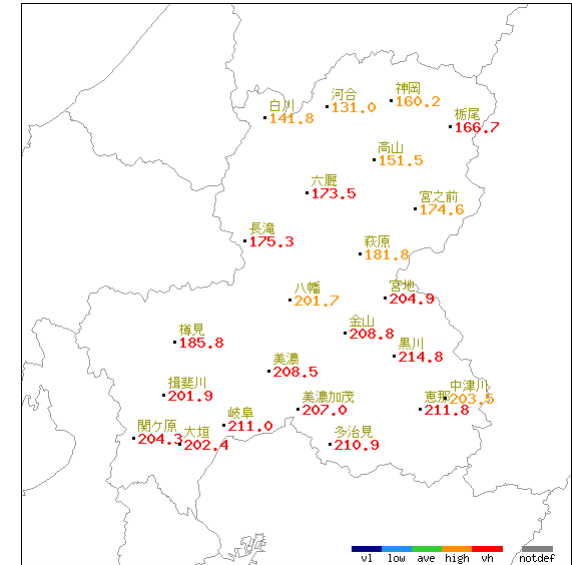 神岡
160.2
河合
131.0
白川
141.8
栃尾
166.7
高山
151.5
六厩
173.5
宮之前
174.6
長滝
175.3
萩原
181.8
八幡
201.7
宮地
204.9
金山
208.8
樽見
185.8
黒川
214.8
美濃
208.5
揖斐川
201.9
中津川
203.5
恵那
211.8
美濃加茂
207.0
岐阜
211.0
関ケ原
204.3
大垣
202.4
多治見
210.9
vl low ave high vh notdef